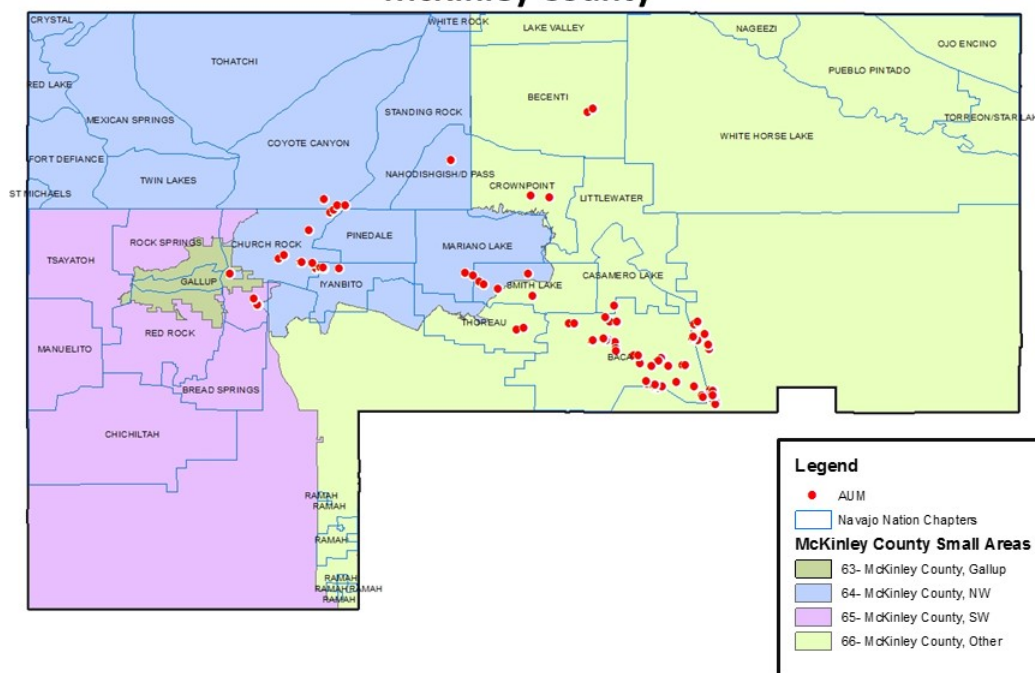 McKinley County
CRYSTAL
WHITE ROCK
LAKE VALLEY
NAGEEZI
OJO ENCINO
TOHATCHI
PUEBLO PINTADO
RED LAKE
BECENTI
STANDING ROCK
MEXICAN SPRINGS
TORREON/STAR LAK
WHITE HORSE LAKE
COYOTE CANYON
FORT DEFIANCE
NAHODISHGISH/D PASS
TWIN LAKES
CROWNPOINT
ST MICHAELS
LITTLEWATER
PINEDALE
ROCK SPRINGS
CHURCH ROCK
MARIANO LAKE
TSAYATOH
CASAMERO LAKE
GALLUP
IYANBITO
SMITH LAKE
THOREAU
RED ROCK
MANUELITO
BACA
BREAD SPRINGS
CHICHILTAH
RAMAH
RAMAH
RAMAH
RAMAH
RAMAH
RAMAH
RAMAH
Legend
AUM
Navajo Nation Chapters
McKinley County Small Areas
63- McKinley County, Gallup
64- McKinley County, NW
65- McKinley County, SW
66- McKinley County, Other